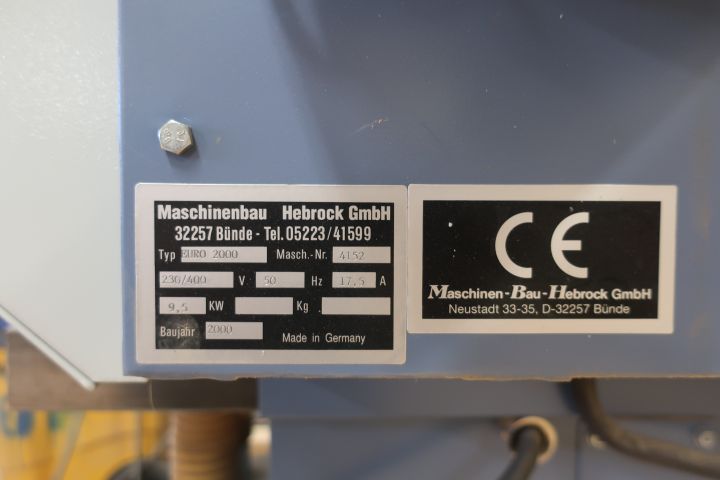 Maschinenbau Hebrock GmbH
32257 Bünde - Tel. 05223/41599
Typ EURO 2000 Masch.-Nr. 4152
230/400 V 50 Hz 17,5 A
9,5 KW Kg
Baujahr 2000 Made in Germany
CE
Maschinen-Bau-Hebrock GmbH
Neustadt 33-35, D-32257 Bünde